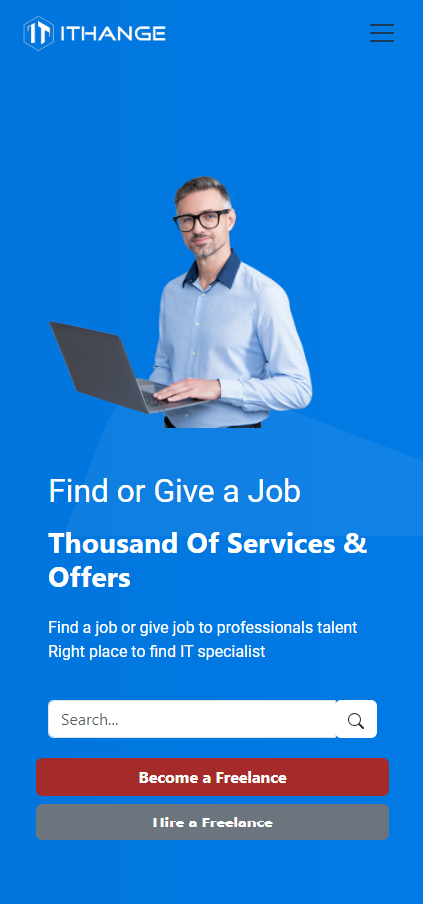 ITHANGE
Find or Give a Job
Thousand Of Services &
Offers
Find a job or give job to professionals talent
Right place to find IT specialist
Search...
Become a Freelance
Hire a Freelance